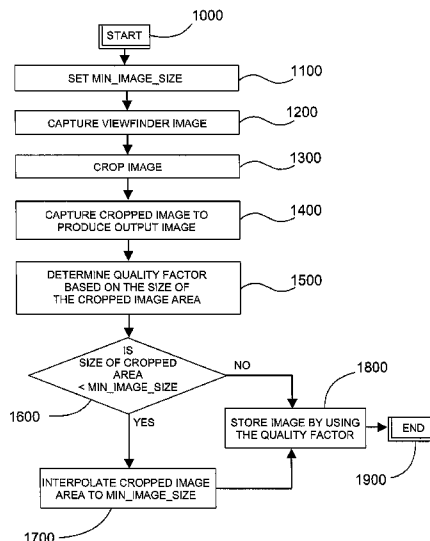 1000
START
1100
SET MIN_IMAGE_SIZE
1200
CAPTURE VIEWFINDER IMAGE
1300
CROP IMAGE
1400
CAPTURE CROPPED IMAGE TO
PRODUCE OUTPUT IMAGE
1500
DETERMINE QUALITY FACTOR
BASED ON THE SIZE OF
THE CROPPED IMAGE AREA
IS
SIZE OF CROPPED
AREA
< MIN_IMAGE_SIZE
NO
1600
YES
1800
STORE IMAGE BY USING
THE QUALITY FACTOR
END
1900
INTERPOLATE CROPPED IMAGE
AREA TO MIN_IMAGE_SIZE
1700